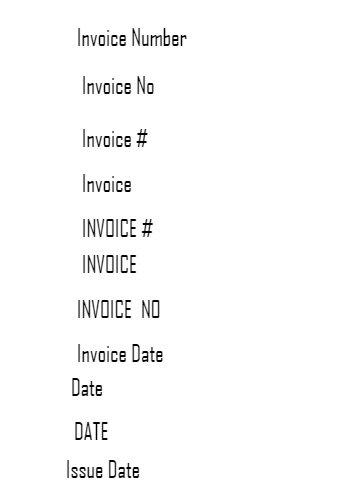 Invoice Number
Invoice No
Invoice #
Invoice
INVOICE #
INVOICE
INVOICE NO
Invoice Date
Date
DATE
Issue Date